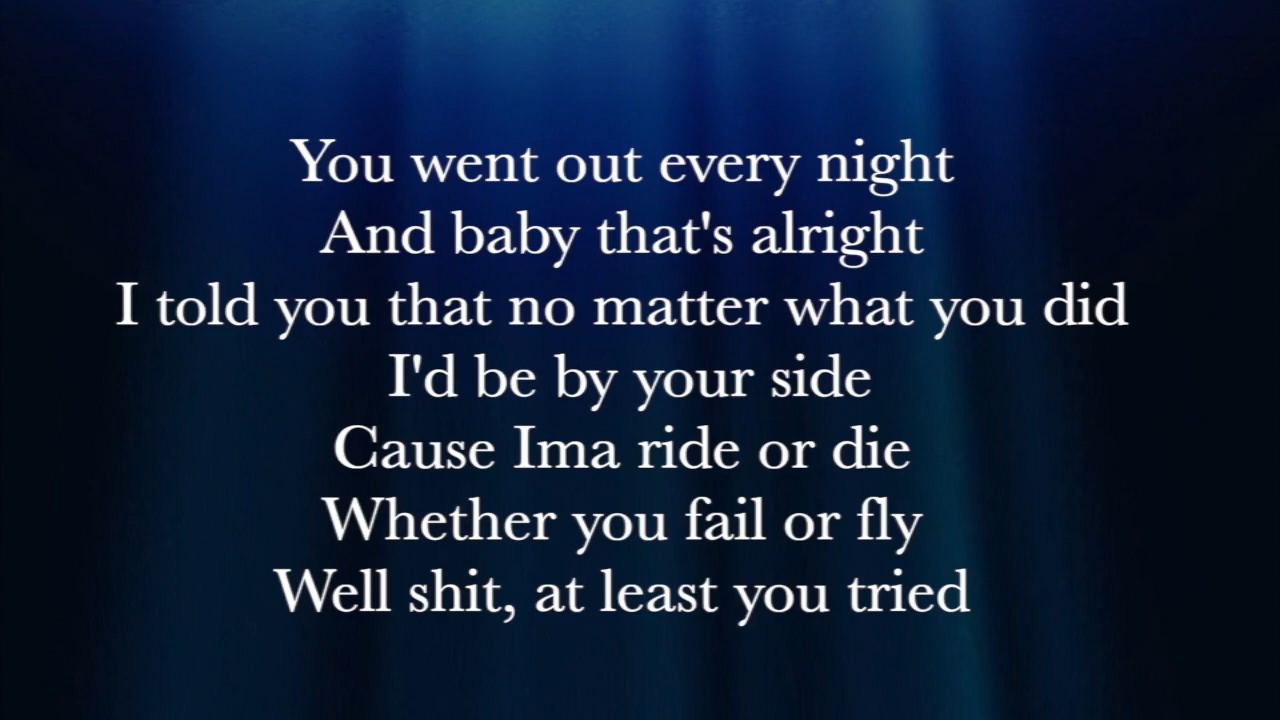 You went out every night
And baby that's alright
I told you that no matter what you did
I'd be by your side
Cause Ima ride or die
Whether you fail or fly
Well shit, at least you tried